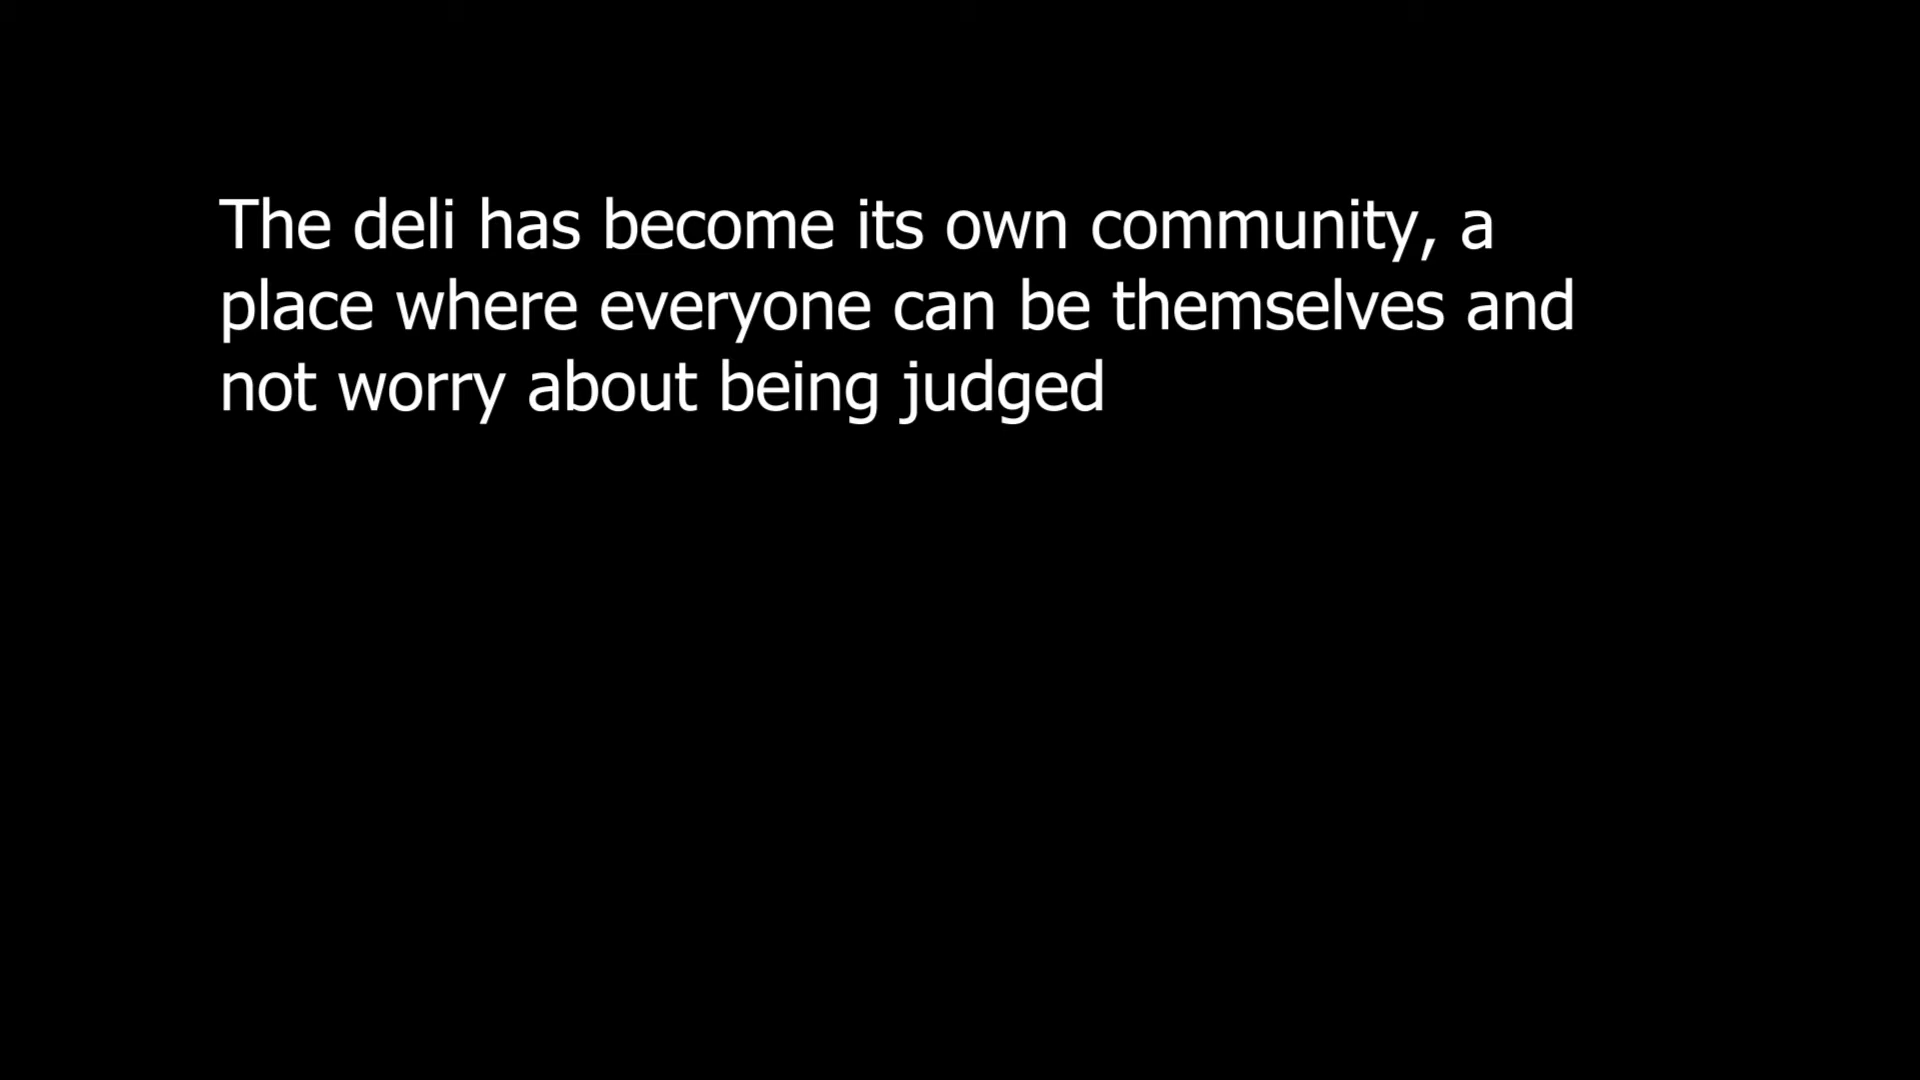 The deli has become its own community, a
place where everyone can be themselves and
not worry about being judged